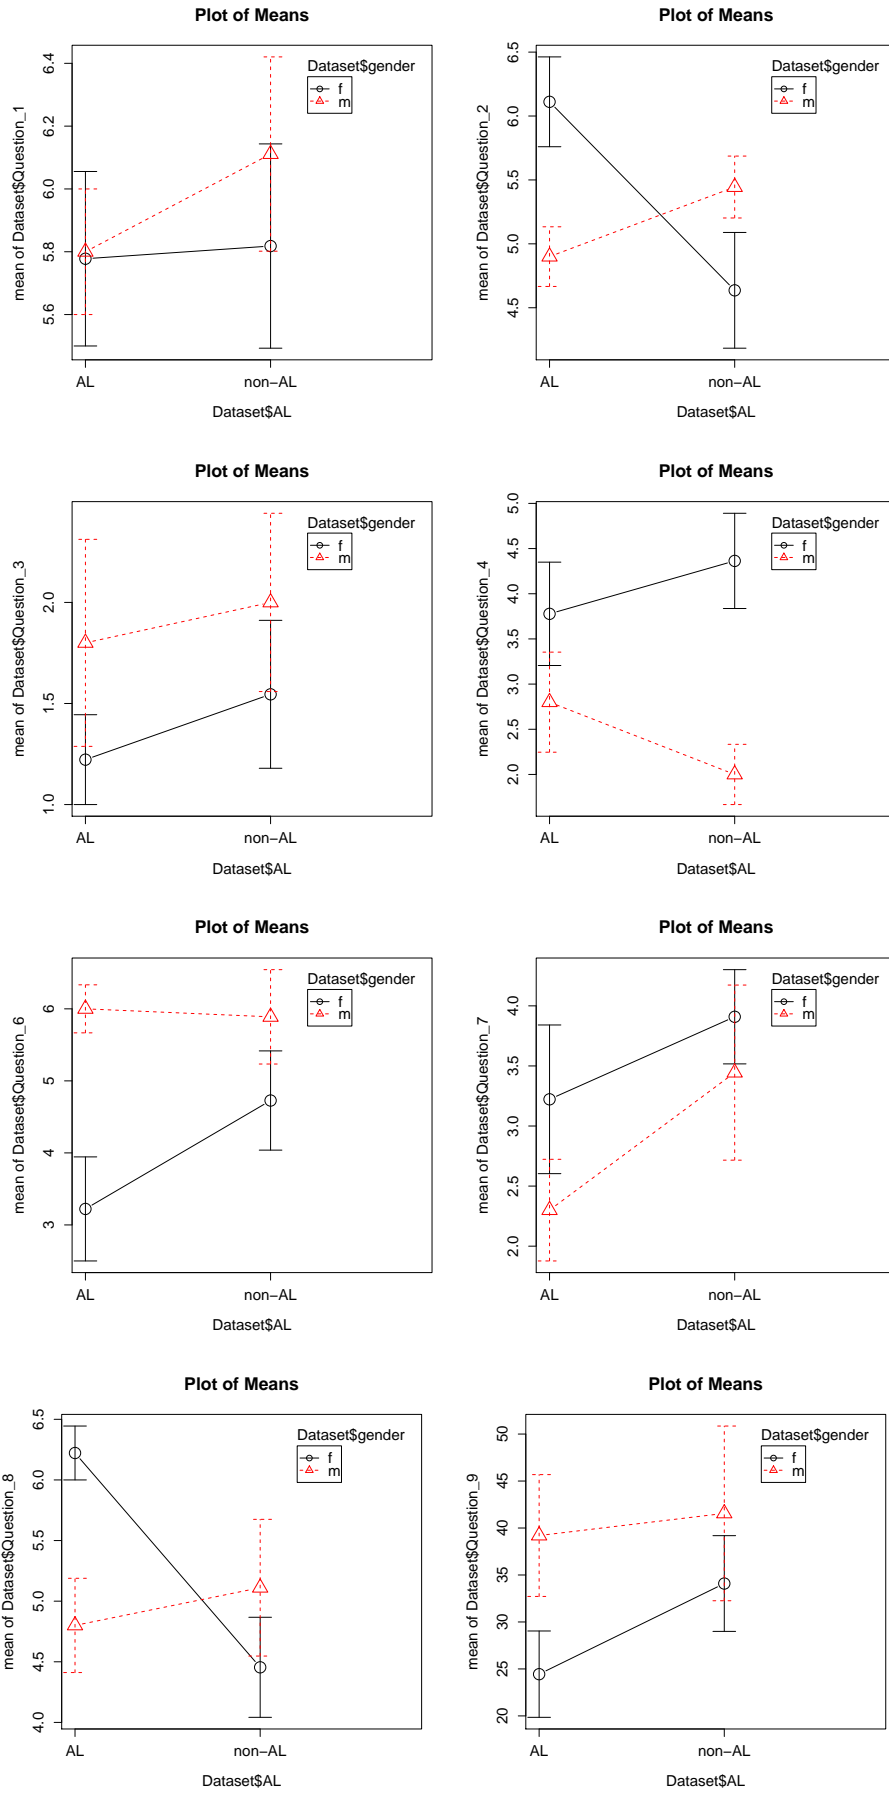 Plot of Means
mean of Dataset$Question_1
5.6 5.8 6.0 6.2 6.4
Dataset$gender
f
m
AL non−AL
Dataset$AL
Plot of Means
mean of Dataset$Question_2
4.5 5.0 5.5 6.0 6.5
Dataset$gender
f
m
AL non−AL
Dataset$AL
Plot of Means
mean of Dataset$Question_3
1.0 1.5 2.0
Dataset$gender
f
m
AL non−AL
Dataset$AL
Plot of Means
mean of Dataset$Question_4
2.0 2.5 3.0 3.5 4.0 4.5 5.0
Dataset$gender
f
m
AL non−AL
Dataset$AL
Plot of Means
mean of Dataset$Question_6
3 4 5 6
Dataset$gender
f
m
AL non−AL
Dataset$AL
Plot of Means
mean of Dataset$Question_7
2.0 2.5 3.0 3.5 4.0
Dataset$gender
f
m
AL non−AL
Dataset$AL
Plot of Means
mean of Dataset$Question_8
4.0 4.5 5.0 5.5 6.0 6.5
Dataset$gender
f
m
AL non−AL
Dataset$AL
Plot of Means
mean of Dataset$Question_9
20 25 30 35 40 45 50
Dataset$gender
f
m
AL non−AL
Dataset$AL